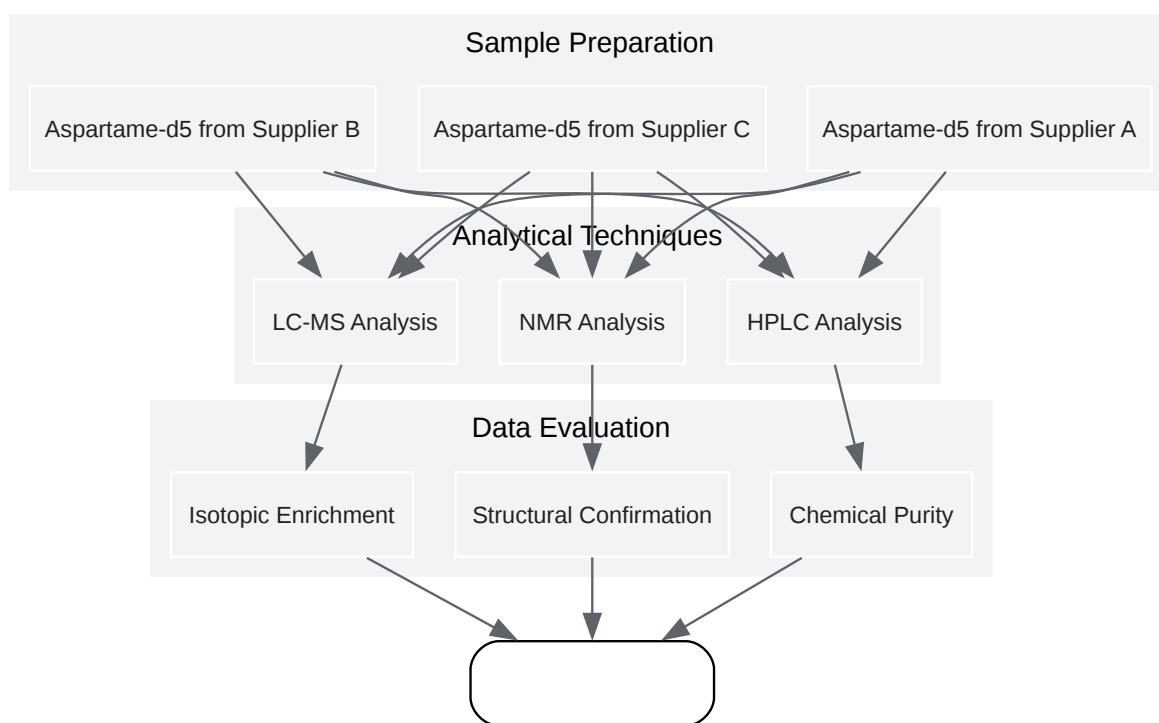 Sample Preparation
Aspartame-d5 from Supplier B
Aspartame-d5 from Supplier C
Aspartame-d5 from Supplier A
Analytical Techniques
LC-MS Analysis
NMR Analysis
HPLC Analysis
Data Evaluation
Isotopic Enrichment
Structural Confirmation
Chemical Purity